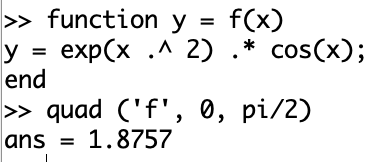 >> function y = f(x)
y = exp(x .^ 2) .* cos(x);
end
>> quad ('f', 0, pi/2)
ans = 1.8757